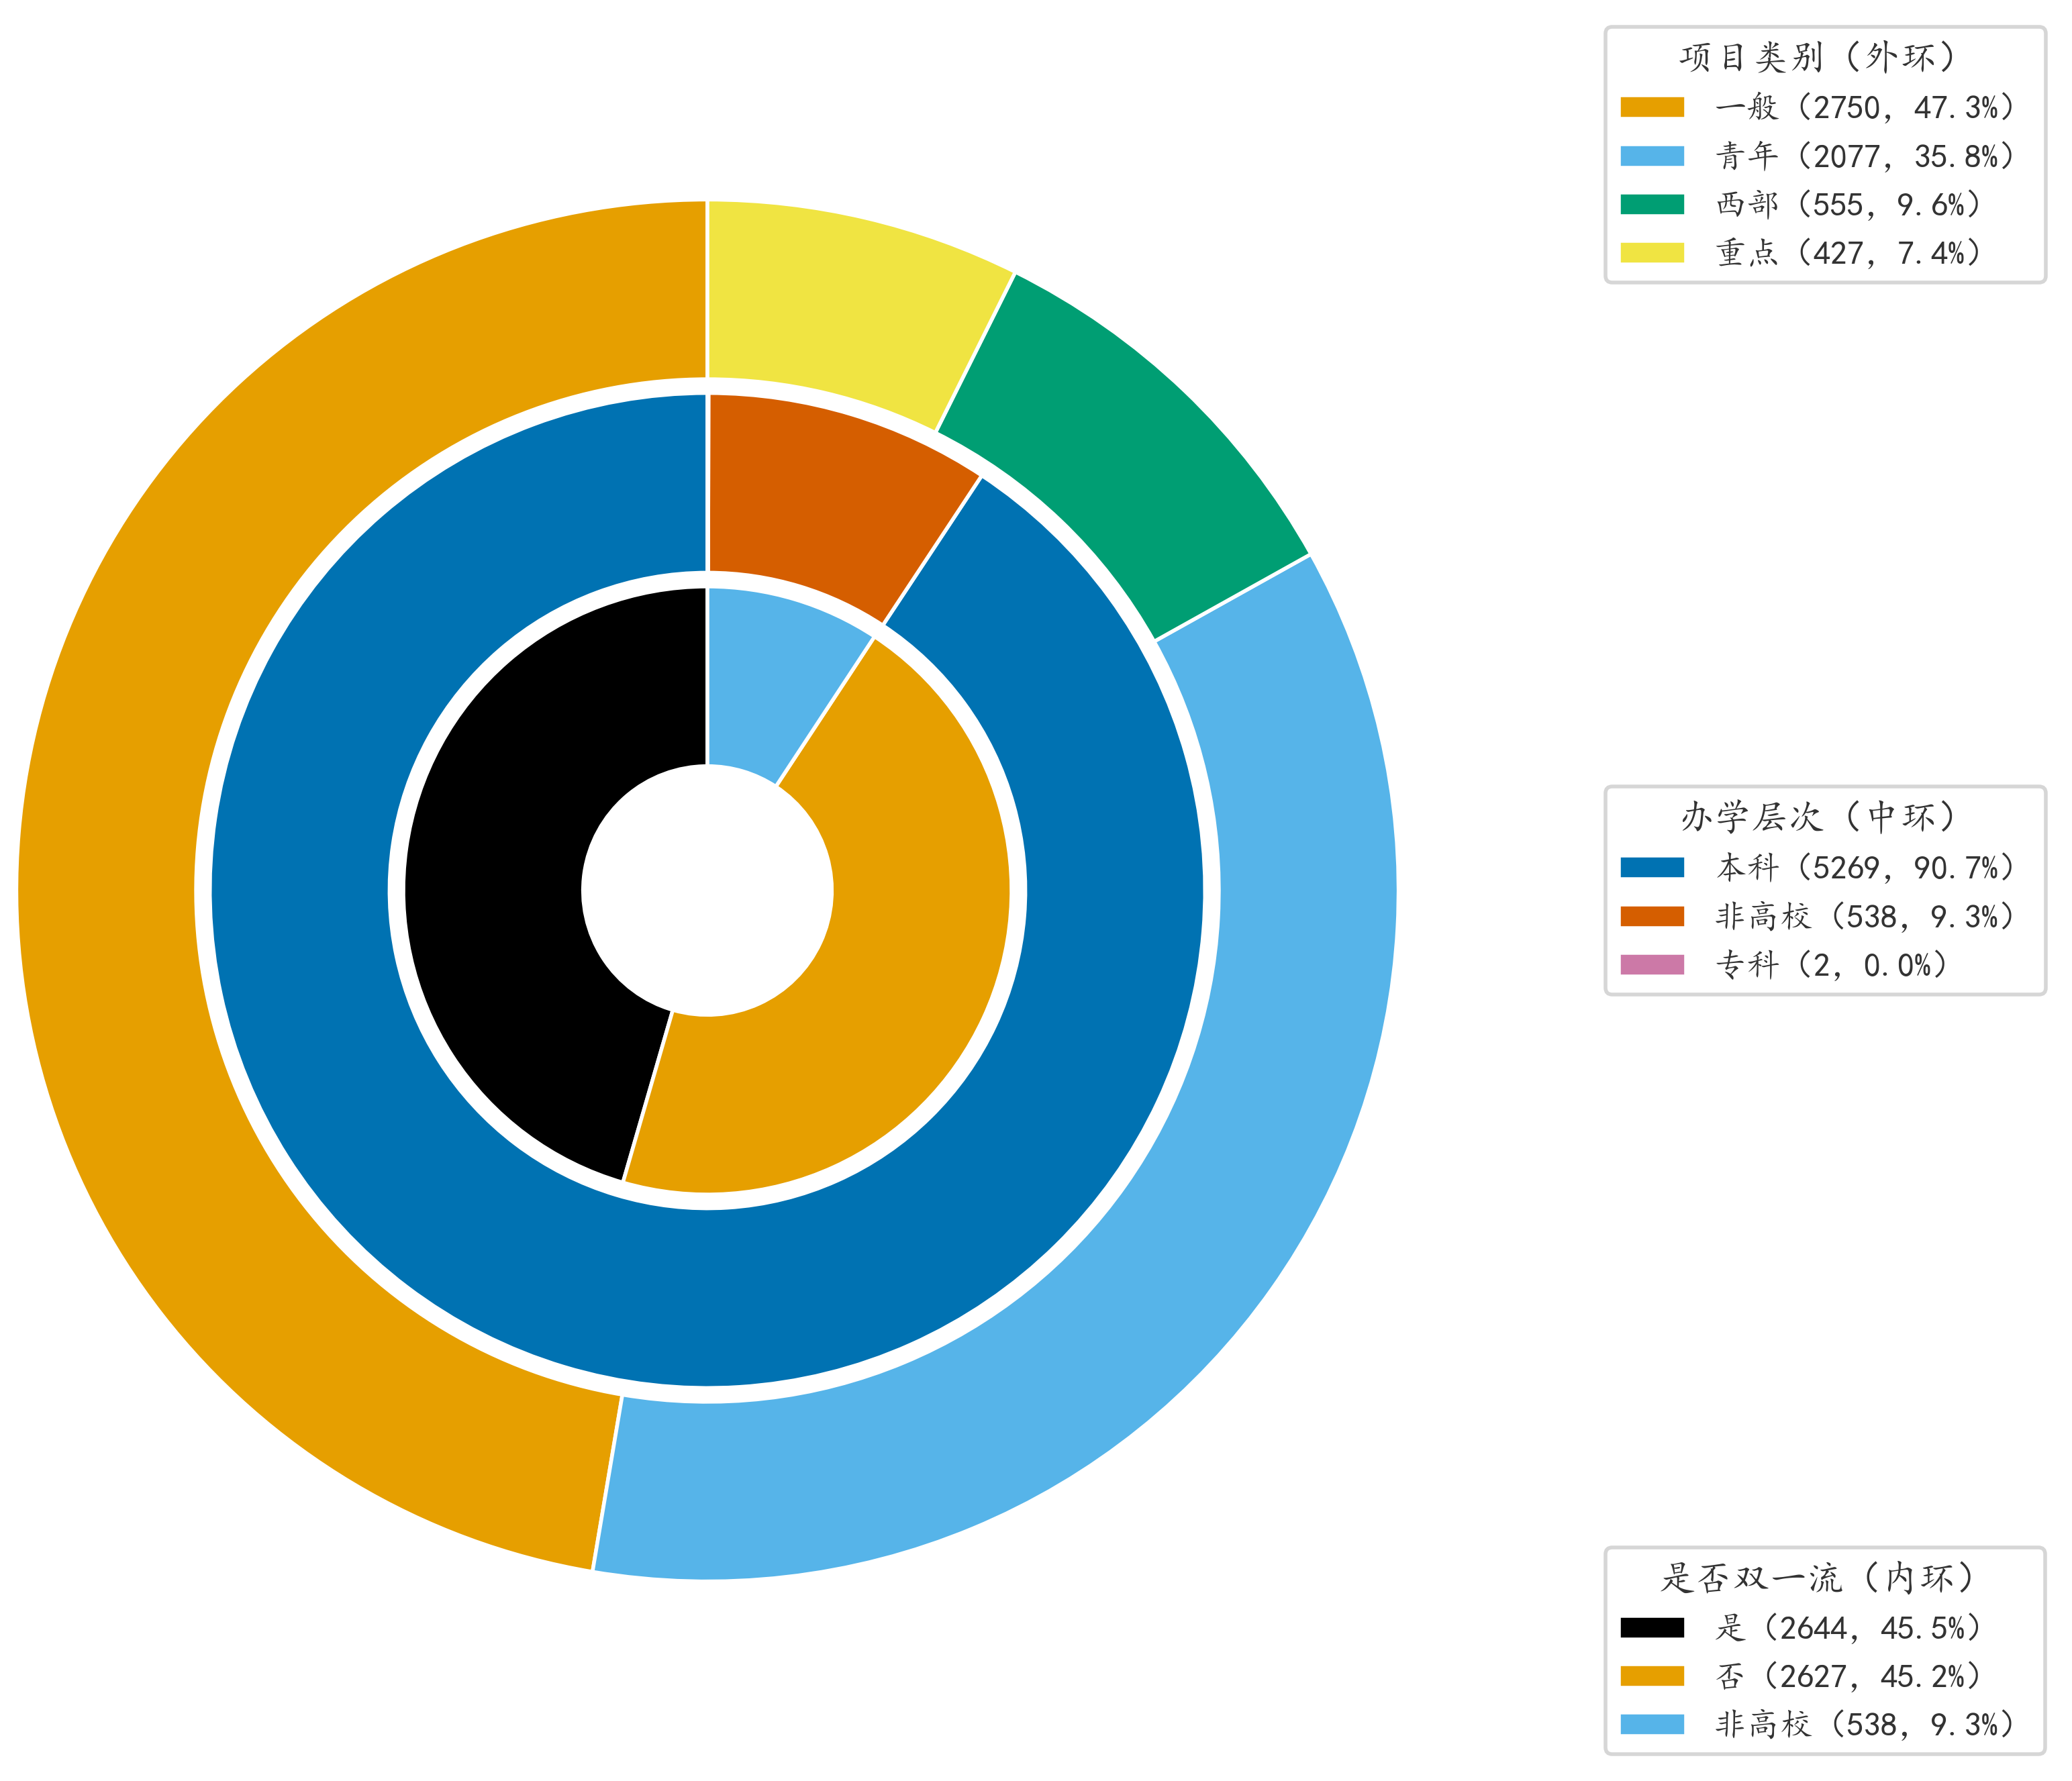 项目类别 (外环)
一般 (2750, 47.3%)
青年 (2077, 35.8%)
西部 (555, 9.6%)
重点 (427, 7.4%)
办学层次 (中环)
本科 (5269, 90.7%)
非高校 (538, 9.3%)
专科 (2, 0.0%)
是否双一流 (内环)
是 (2644, 45.5%)
否 (2627, 45.2%)
非高校 (538, 9.3%)